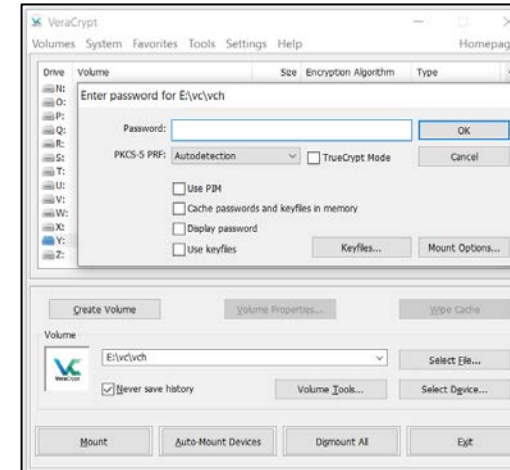 VeraCrypt
Volumes System Favorites Tools Settings Help Homepag
Drive Volume Size Encryption Algorithm Type
N:
O:
Enter password for E:\vc\vch
P:
Q:
Password: OK
R:
S:
PKCS-5 PRF: Autodetection TrueCrypt Mode Cancel
T:
U:
Use PIM
V:
W:
Cache passwords and keyfiles in memory
X:
Display password
Y:
Use keyfiles Keyfiles... Mount Options...
Z:
Create Volume Volume Properties... Wipe Cache
Volume
E:\vc\vch Select File...
VeraCrypt
Never save history Volume Tools... Select Device...
Mount Auto-Mount Devices Dismount All Exit